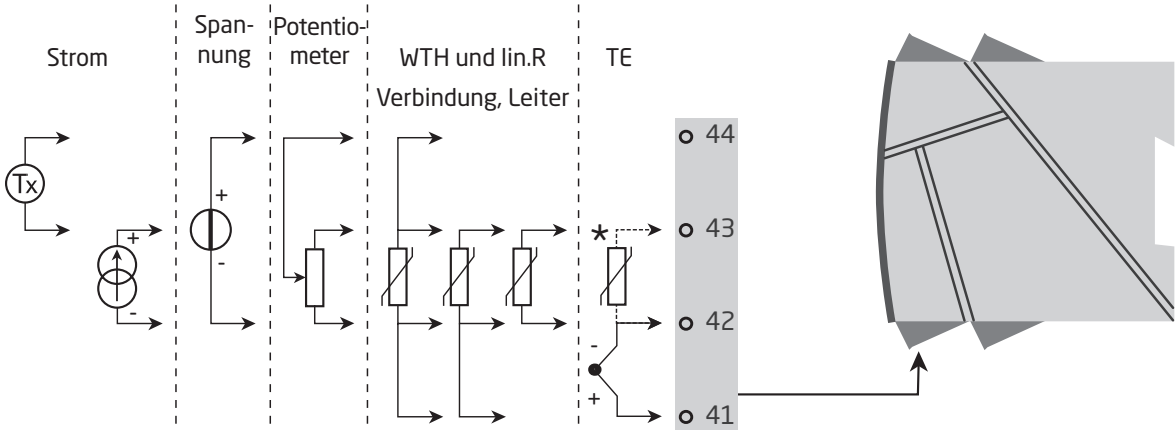 Strom
Span-
nung
Potentio-
meter
WTH und lin.R
Verbindung, Leiter
TE
Tx
+
-
+
-
*
-
+
44
43
42
41